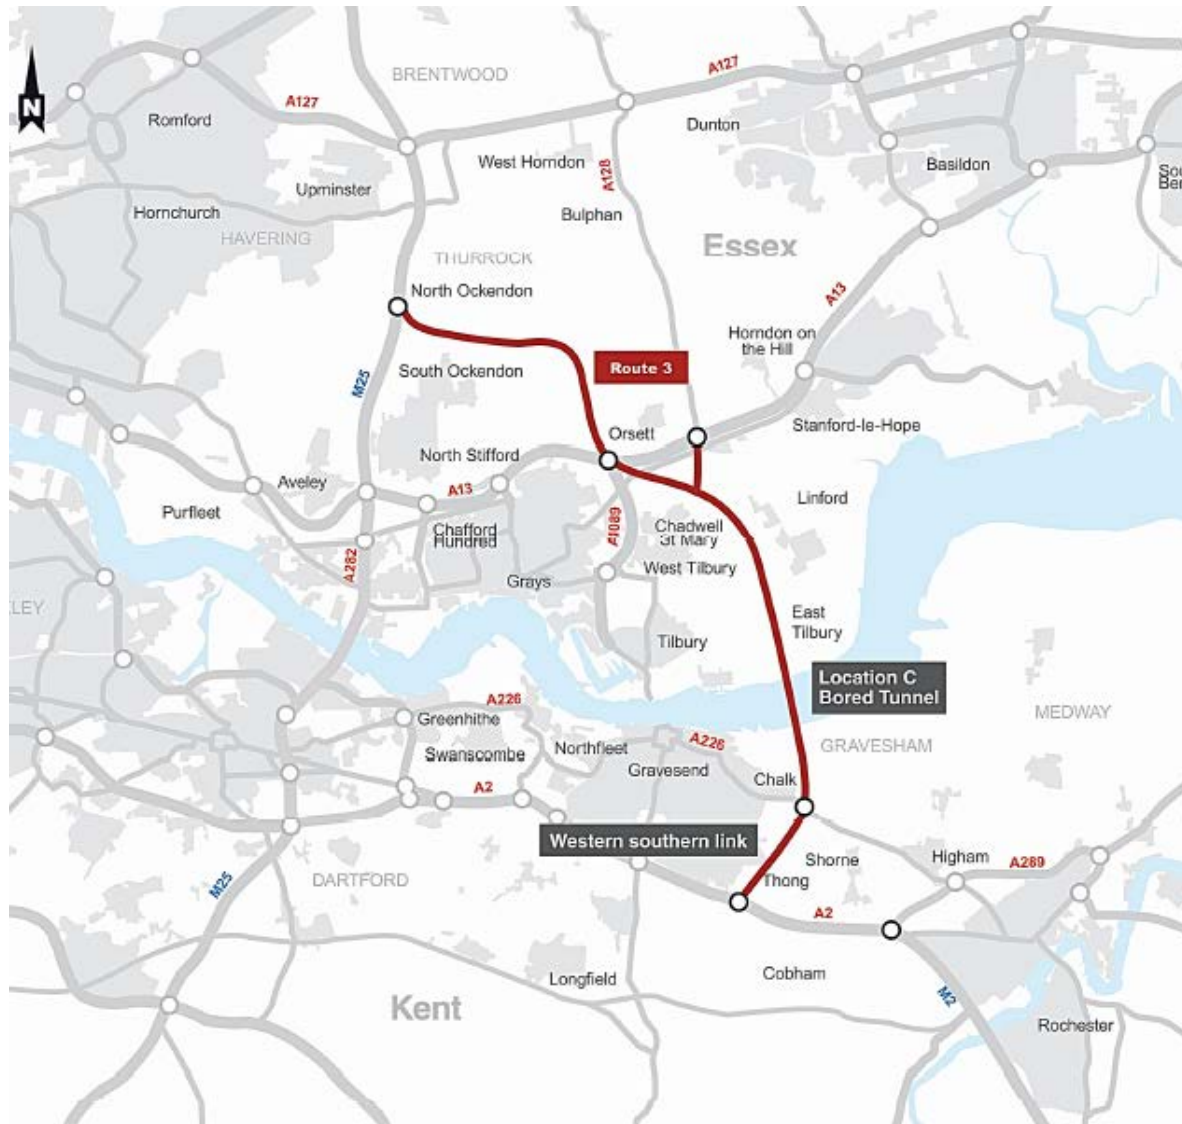 N
BRENTWOOD
A127
A127
Romford
Dunton
West Horndon
A128
Basildon
Upminster
Hornchurch
Bulphan
HAVERING
Essex
THURROCK
North Ockendon
A13
Horndon on
the Hill
Route 3
South Ockendon
M25
Orsett
Stanford-le-Hope
North Stifford
Aveley
A13
Linford
Purfleet
Chafford
Hundred
A1089
Chadwell
St Mary
A282
Grays
West Tilbury
LEY
East
Tilbury
Tilbury
Location C
Bored Tunnel
A226
Greenhithe
MEDWAY
Swanscombe
Northfleet
A226
GRAVESHAM
Gravesend
Chalk
A2
Western southern link
Shorne
Higham
A289
M25
DARTFORD
Thong
A2
Cobham
Longfield
M2
Kent
Rochester